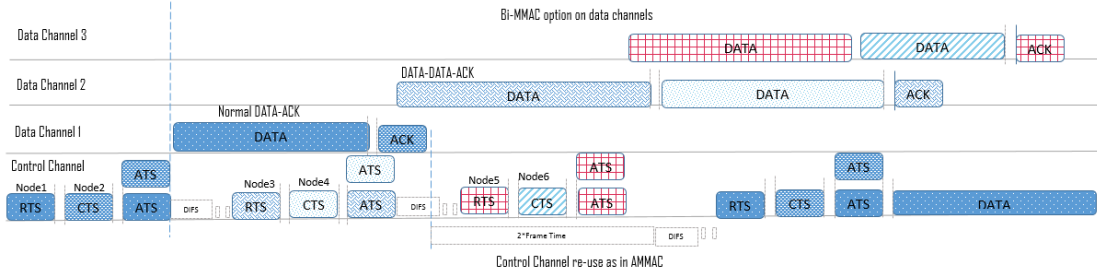 Bi-MMAC option on data channels
Data Channel 3
DATA
DATA
ACK
DATA-DATA-ACK
Data Channel 2
DATA
DATA
ACK
Normal DATA-ACK
Data Channel 1
DATA
ACK
Control Channel
ATS
ATS
ATS
ATS
Node1
Node2
Node3
Node4
Node5
Node6
RTS
CTS
ATS
DIFS
RTS
CTS
ATS
DIFS
RTS
CTS
ATS
RTS
CTS
ATS
DATA
2*Frame Time
DIFS
Control Channel re-use as in AMMAC